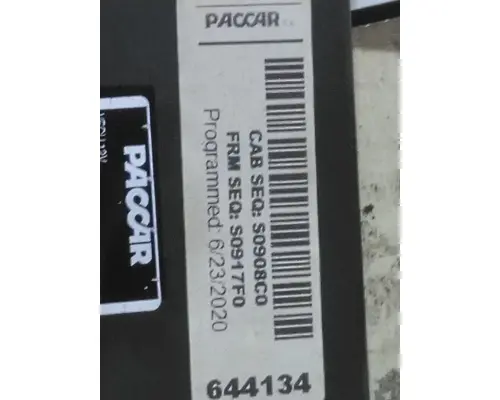 PACCAR
CAB SEQ: S0908C0
FRM SEQ: S0917F0
Programmed: 6/23/2020
644134
PACCAR